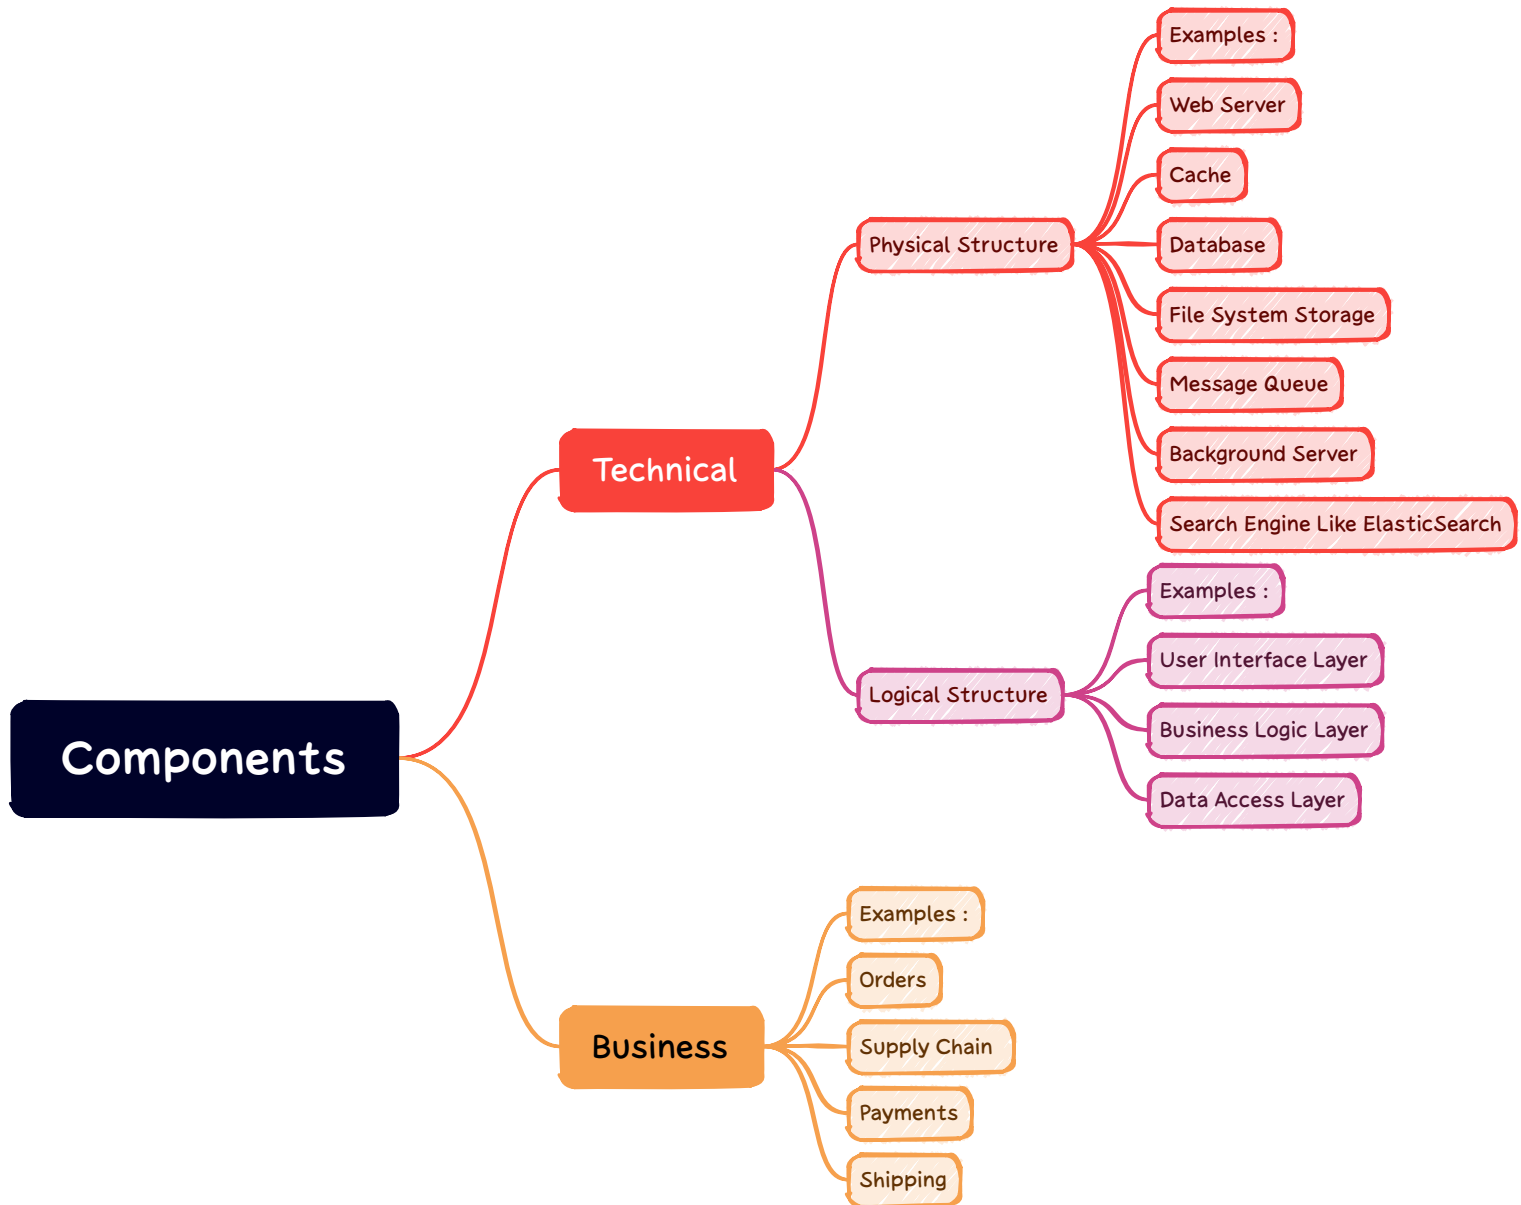 Components
Technical
Physical Structure
Examples :
Web Server
Cache
Database
File System Storage
Message Queue
Background Server
Search Engine Like ElasticSearch
Logical Structure
Examples :
User Interface Layer
Business Logic Layer
Data Access Layer
Business
Examples :
Orders
Supply Chain
Payments
Shipping